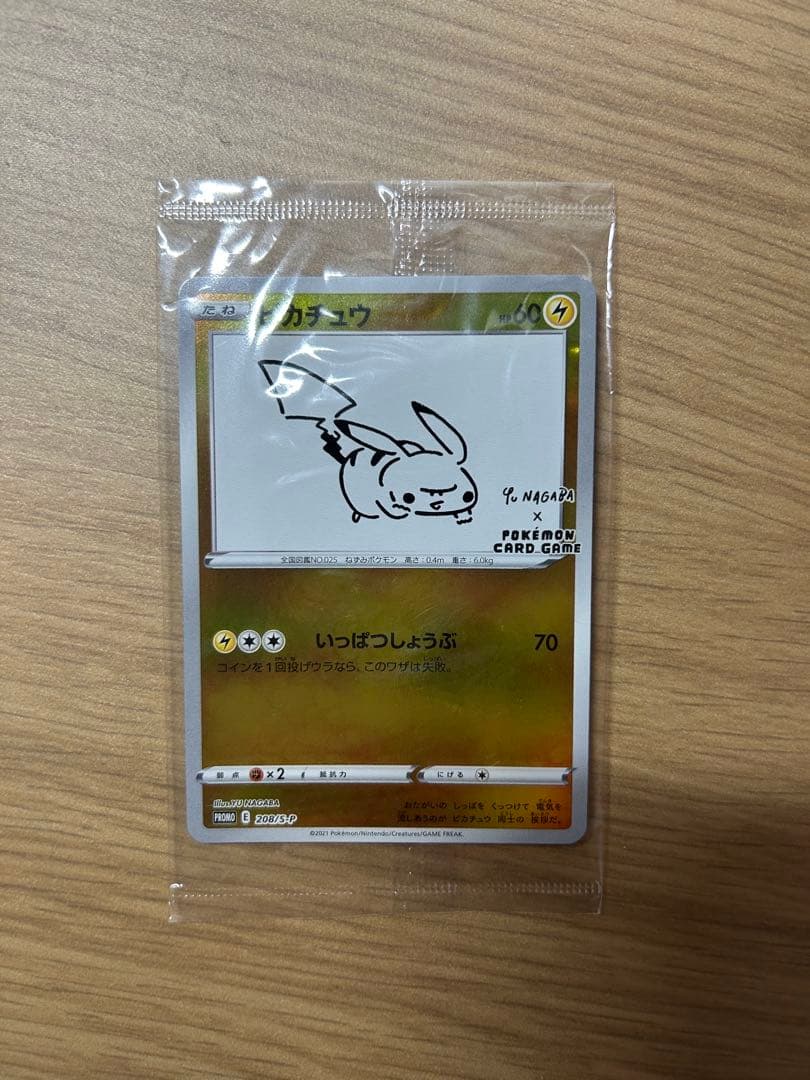 たね ピカチュウ HP60
YU NAGABA
×
POKÉMON
CARD GAME
全国図鑑NO.025 ねずみポケモン 高さ:0.4m 重さ:6.0kg
いっぱつしょうぶ 70
コインを1回投げウラなら、このワザは失敗。
弱点 ×2 抵抗力 にげる
Illus.YU NAGABA
おたがいの しっぽを くっつけて 電気を
流しあうのが ピカチュウ 同士の 挨拶だ。
PROMO E 208/S-P
©2021 Pokémon/Nintendo/Creatures/GAME FREAK.